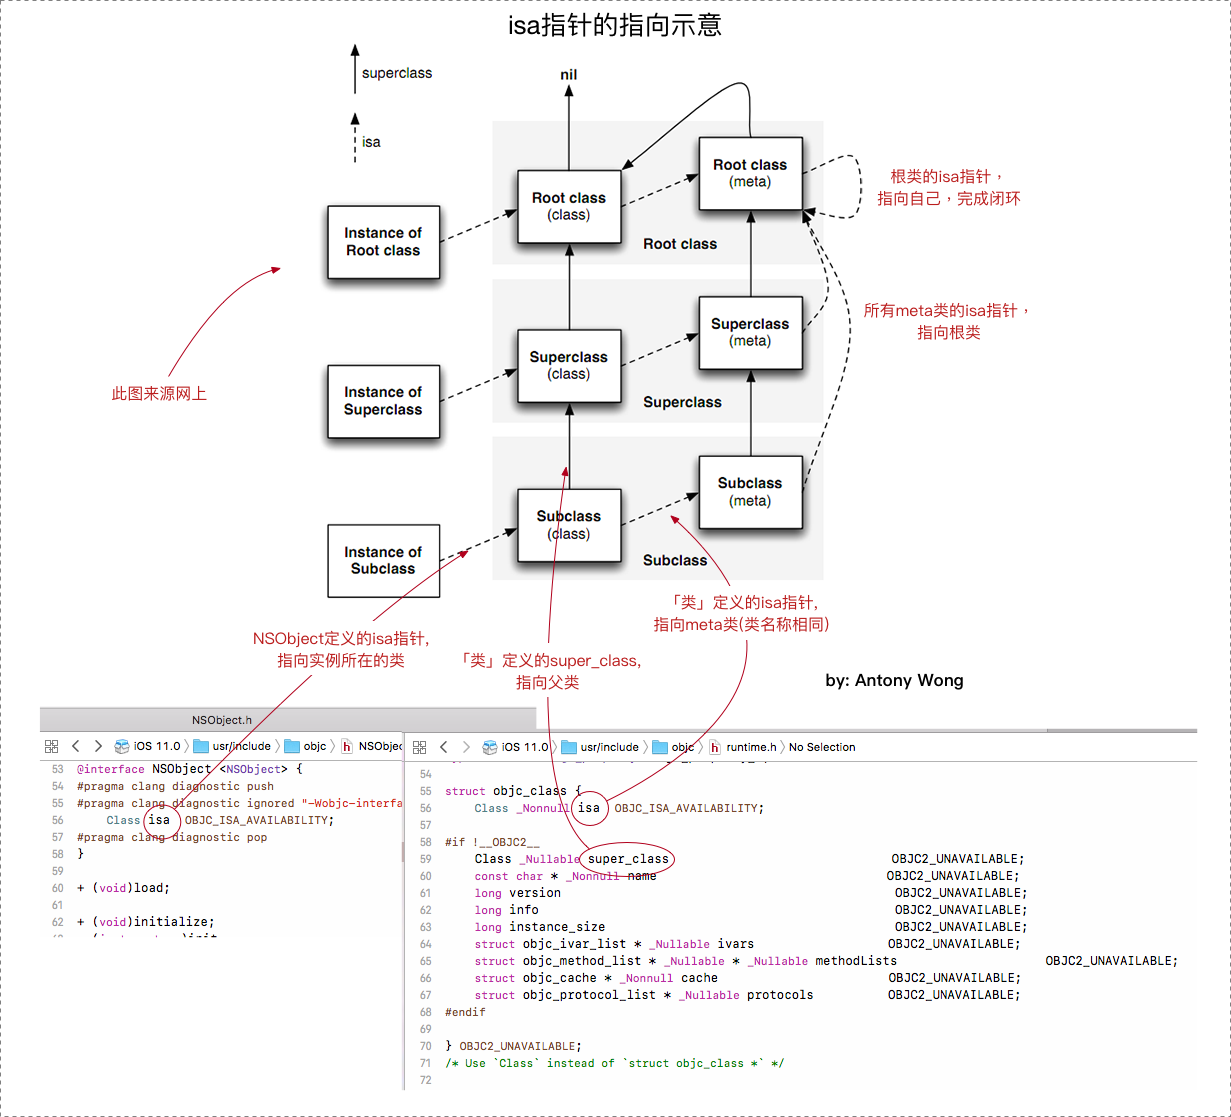 isa指针的指向示意
superclass
isa
nil
Root class
(meta)
根类的isa指针，
指向自己，完成闭环
Root class
(class)
Instance of
Root class
Root class
所有meta类的isa指针，
指向根类
Superclass
(meta)
Superclass
(class)
此图来源网上
Instance of
Superclass
Superclass
Subclass
(meta)
Subclass
(class)
Instance of
Subclass
Subclass
「类」定义的isa指针,
指向meta类(类名称相同)
NSObject定义的isa指针,
指向实例所在的类
「类」定义的super_class,
指向父类
by: Antony Wong
NSObject.h
iOS 11.0 usr/include objc h NSObjec
53 @interface NSObject <NSObject> {
54 #pragma clang diagnostic push
55 #pragma clang diagnostic ignored "-Wobjc-interfa
56 Class isa OBJC_ISA_AVAILABILITY;
57 #pragma clang diagnostic pop
58 }
59
60 + (void)load;
61
62 + (void)initialize;
iOS 11.0 usr/include objc h runtime.h No Selection
54
55 struct objc_class {
56 Class _Nonnull isa OBJC_ISA_AVAILABILITY;
57
58 #if !__OBJC2__
59 Class _Nullable super_class OBJC2_UNAVAILABLE;
60 const char * _Nonnull name OBJC2_UNAVAILABLE;
61 long version OBJC2_UNAVAILABLE;
62 long info OBJC2_UNAVAILABLE;
63 long instance_size OBJC2_UNAVAILABLE;
64 struct objc_ivar_list * _Nullable ivars OBJC2_UNAVAILABLE;
65 struct objc_method_list * _Nullable * _Nullable methodLists OBJC2_UNAVAILABLE;
66 struct objc_cache * _Nonnull cache OBJC2_UNAVAILABLE;
67 struct objc_protocol_list * _Nullable protocols OBJC2_UNAVAILABLE;
68 #endif
69
70 } OBJC2_UNAVAILABLE;
71 /* Use `Class` instead of `struct objc_class *` */
72